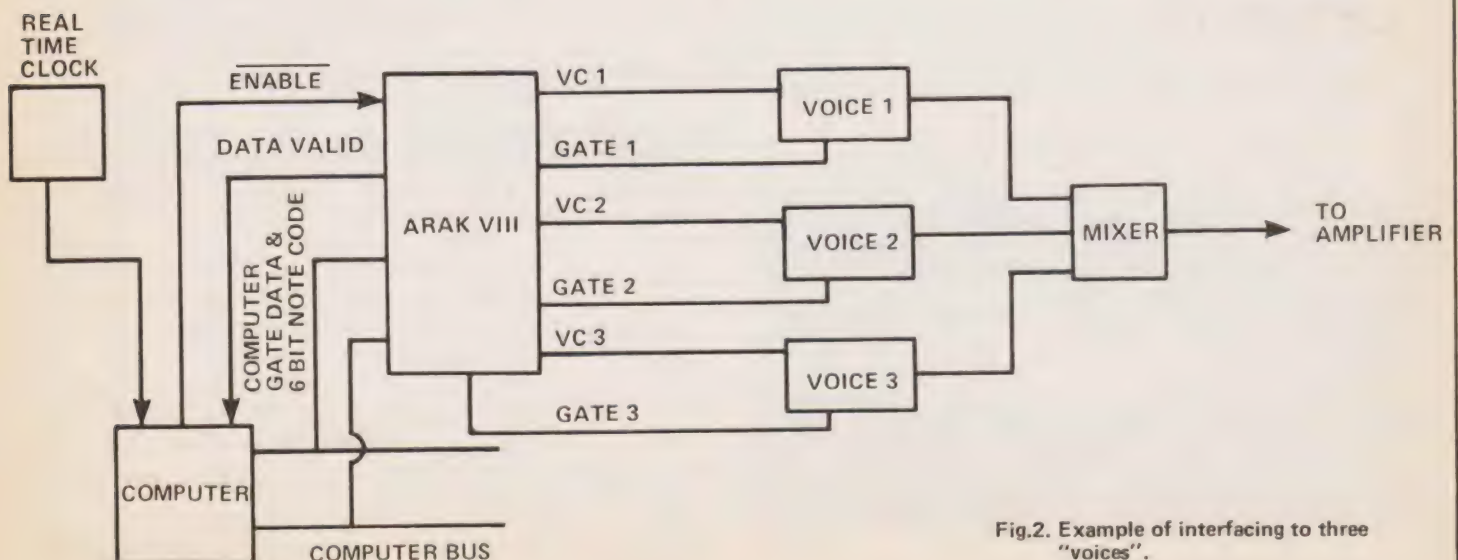 REAL
TIME
CLOCK
ENABLE
DATA VALID
COMPUTER
GATE DATA &
6 BIT NOTE CODE
ARAK VIII
VC 1
GATE 1
VC 2
GATE 2
VC 3
GATE 3
VOICE 1
VOICE 2
VOICE 3
MIXER
TO
AMPLIFIER
COMPUTER
COMPUTER BUS
Fig.2. Example of interfacing to three
"voices".